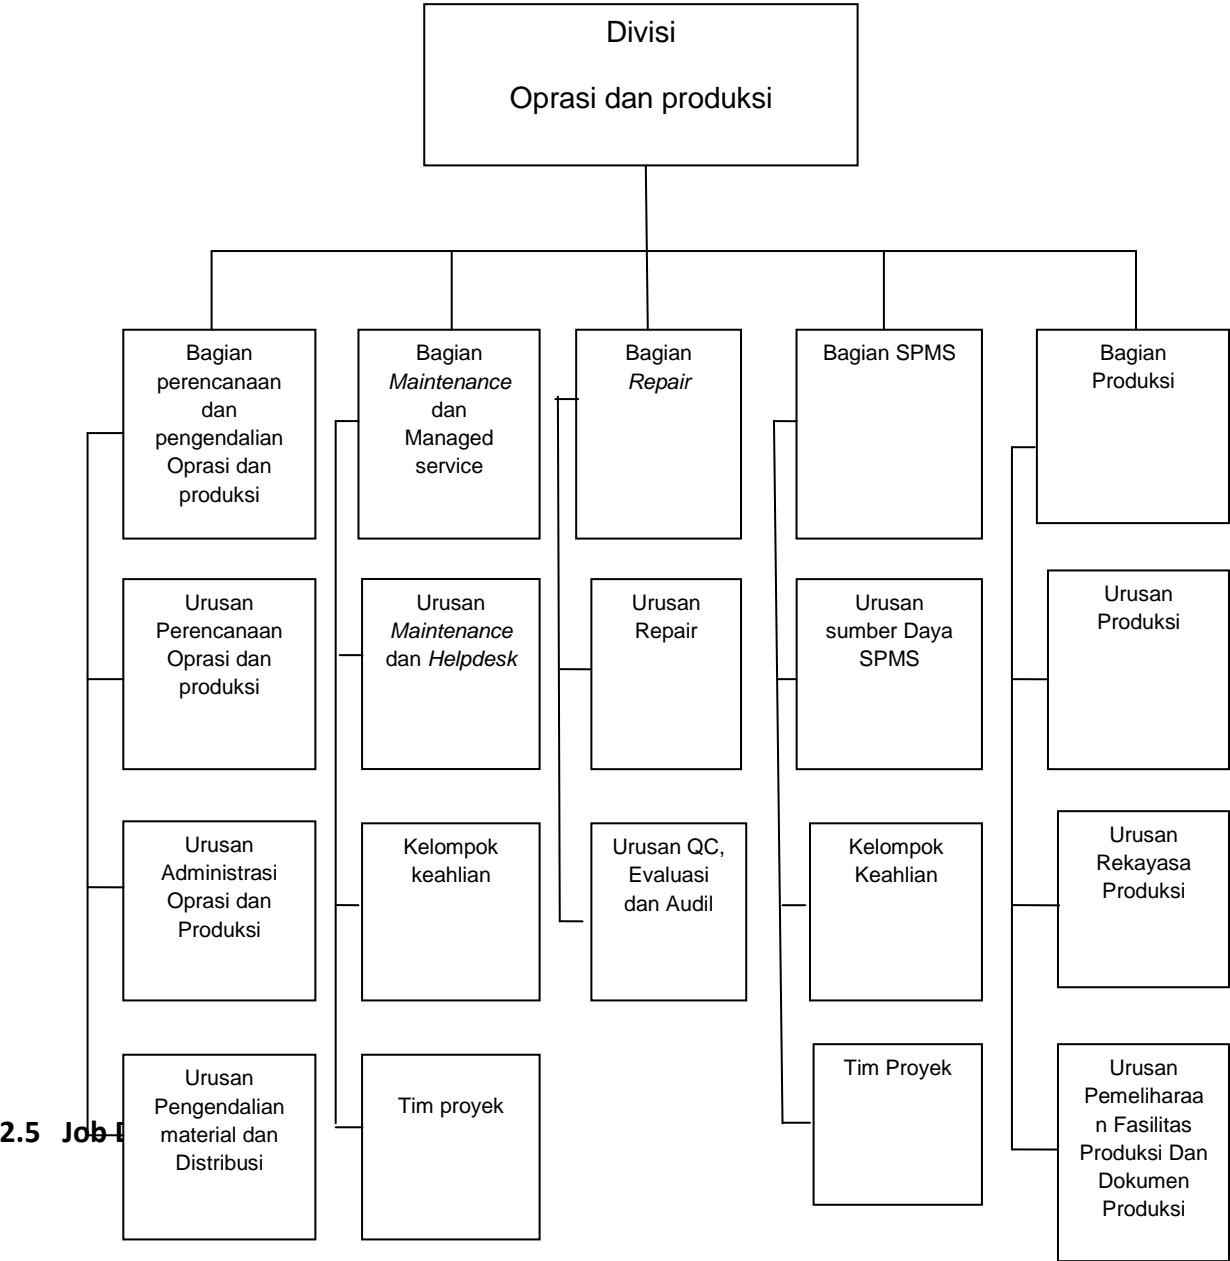 Divisi
Oprasi dan produksi
Bagian
perencanaan
dan
pengendalian
Oprasi dan
produksi
Bagian
Maintenance
dan
Managed
service
Bagian
Repair
Bagian SPMS
Bagian
Produksi
Urusan
Perencanaan
Oprasi dan
produksi
Urusan
Maintenance
dan Helpdesk
Urusan
Repair
Urusan
sumber Daya
SPMS
Urusan
Produksi
Urusan
Administrasi
Oprasi dan
Produksi
Kelompok
keahlian
Urusan QC,
Evaluasi
dan Audil
Kelompok
Keahlian
Urusan
Rekayasa
Produksi
Urusan
Pengendalian
material dan
Distribusi
Tim proyek
Tim Proyek
Urusan
Pemeliharaa
n Fasilitas
Produksi Dan
Dokumen
Produksi
2.5 Job